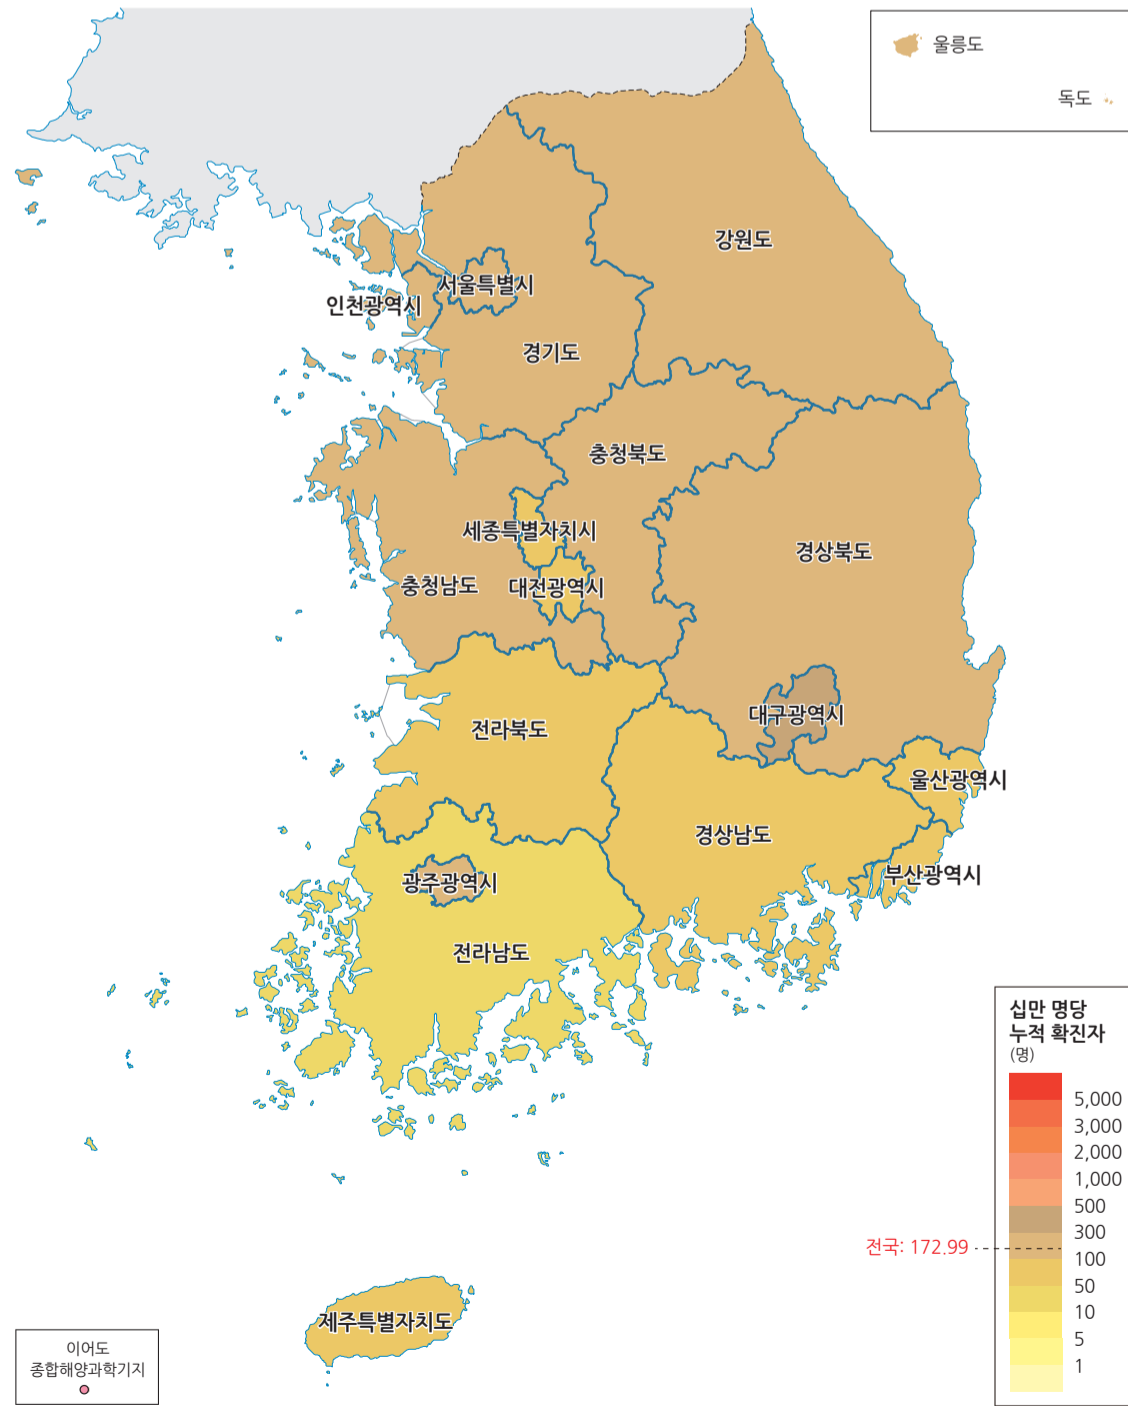 울릉도
독도
강원도
서울특별시
인천광역시
경기도
충청북도
세종특별자치시
경상북도
충청남도
대전광역시
대구광역시
전라북도
울산광역시
경상남도
부산광역시
광주광역시
전라남도
십만 명당
누적 확진자
(명)
5,000
3,000
2,000
1,000
500
300
전국: 172.99
100
50
10
5
1
제주특별자치도
이어도
종합해양과학기지